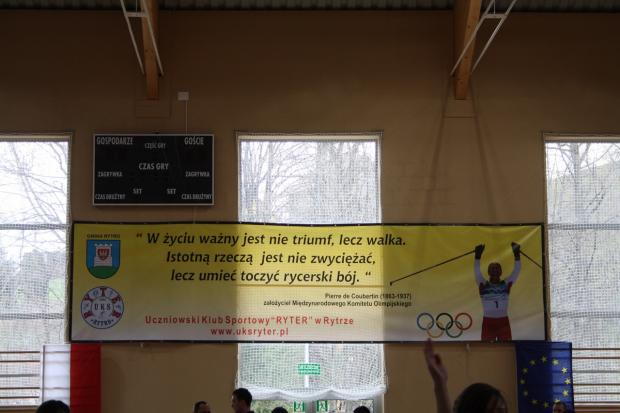 GOSPODARZE GOŚCIE
CZĘŚĆ GRY
CZAS GRY
ZAGRYWKA ZAGRYWKA
SET SET
CZAS DRUŻYNY CZAS DRUŻYNY
GMINA RYTRO
" W życiu ważny jest nie triumf, lecz walka.
Istotną rzeczą jest nie zwyciężać,
lecz umieć toczyć rycerski bój. "
Pierre de Coubertin (1863-1937)
założyciel Międzynarodowego Komitetu Olimpijskiego
UKS
RYTRO
Uczniowski Klub Sportowy "RYTER" w Rytrze
www.uksryter.pl
1